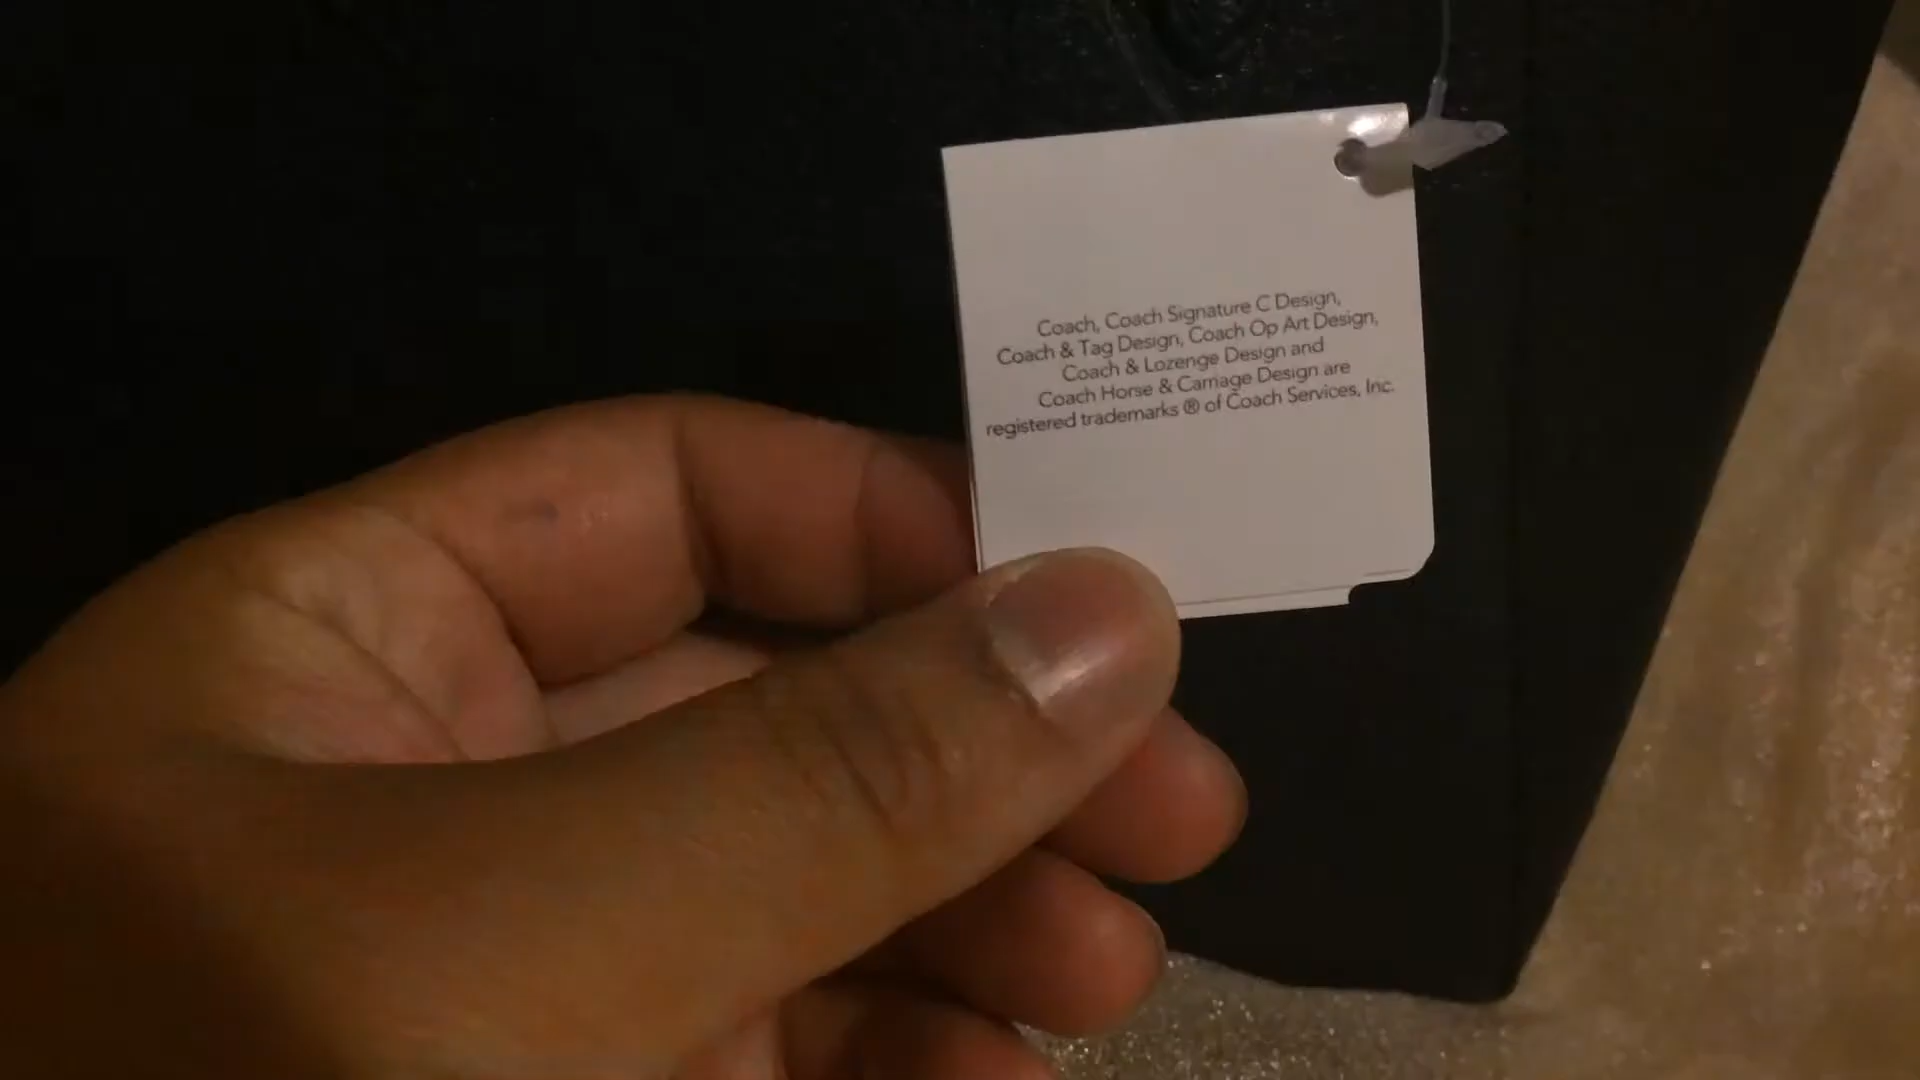 Coach, Coach Signature C Design,
Coach & Tag Design, Coach Op Art Design,
Coach & Lozenge Design and
Coach Horse & Carriage Design are
registered trademarks ® of Coach Services, Inc.